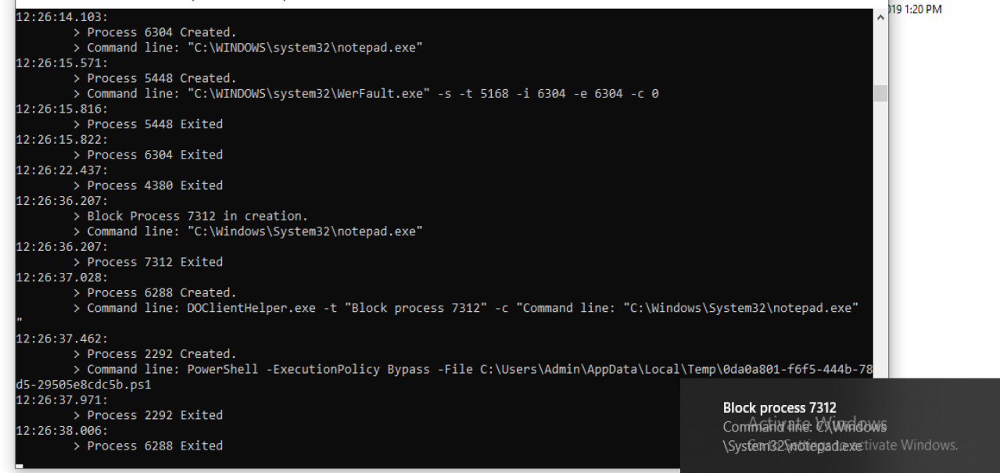 019 1:20 PM
12:26:14.103:
> Process 6304 Created.
> Command line: "C:\WINDOWS\system32\notepad.exe"
12:26:15.571:
> Process 5448 Created.
> Command line: "C:\WINDOWS\system32\WerFault.exe" -s -t 5168 -i 6304 -e 6304 -c 0
12:26:15.816:
> Process 5448 Exited
12:26:15.822:
> Process 6304 Exited
12:26:22.437:
> Process 4380 Exited
12:26:36.207:
> Block Process 7312 in creation.
> Command line: "C:\Windows\System32\notepad.exe"
12:26:36.207:
> Process 7312 Exited
12:26:37.028:
> Process 6288 Created.
> Command line: DOClientHelper.exe -t "Block process 7312" -c "Command line: "C:\Windows\System32\notepad.exe"
"
12:26:37.462:
> Process 2292 Created.
> Command line: PowerShell -ExecutionPolicy Bypass -File C:\Users\Admin\AppData\Local\Temp\0da0a801-f6f5-444b-78
d5-29505e8cdc5b.ps1
12:26:37.971:
> Process 2292 Exited
12:26:38.006:
> Process 6288 Exited
Block process 7312
Command line: C:\Windows
\System32\notepad.exe
Activate Windows
Go to Settings to activate Windows.